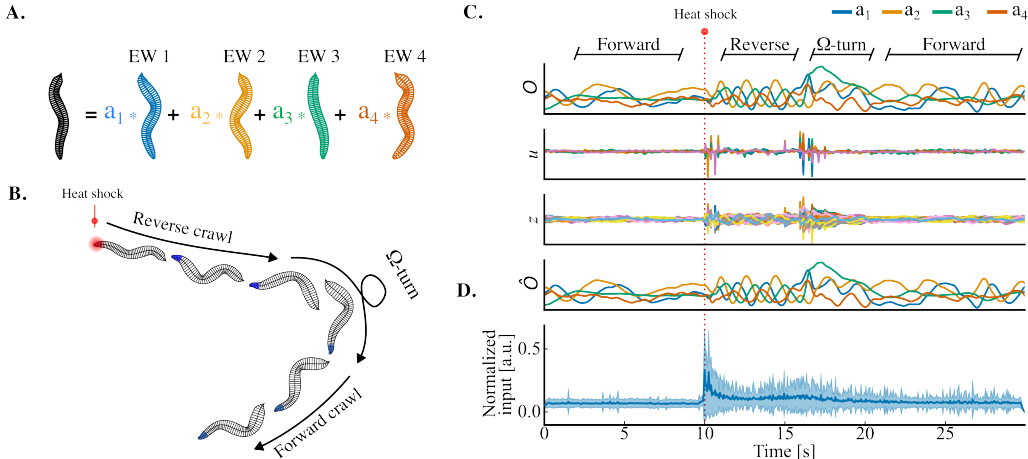 A.
EW 1 EW 2 EW 3 EW 4
= a1 * + a2 * + a3 * + a4 *
B.
Heat shock
Reverse crawl
Ω-turn
Forward crawl
C.
Heat shock
a1 a2 a3 a4
Forward Reverse Ω-turn Forward
O
u
z
D.
Ô
Normalized
input [a.u.]
0.5
0.0
0 5 10 15 20 25
Time [s]